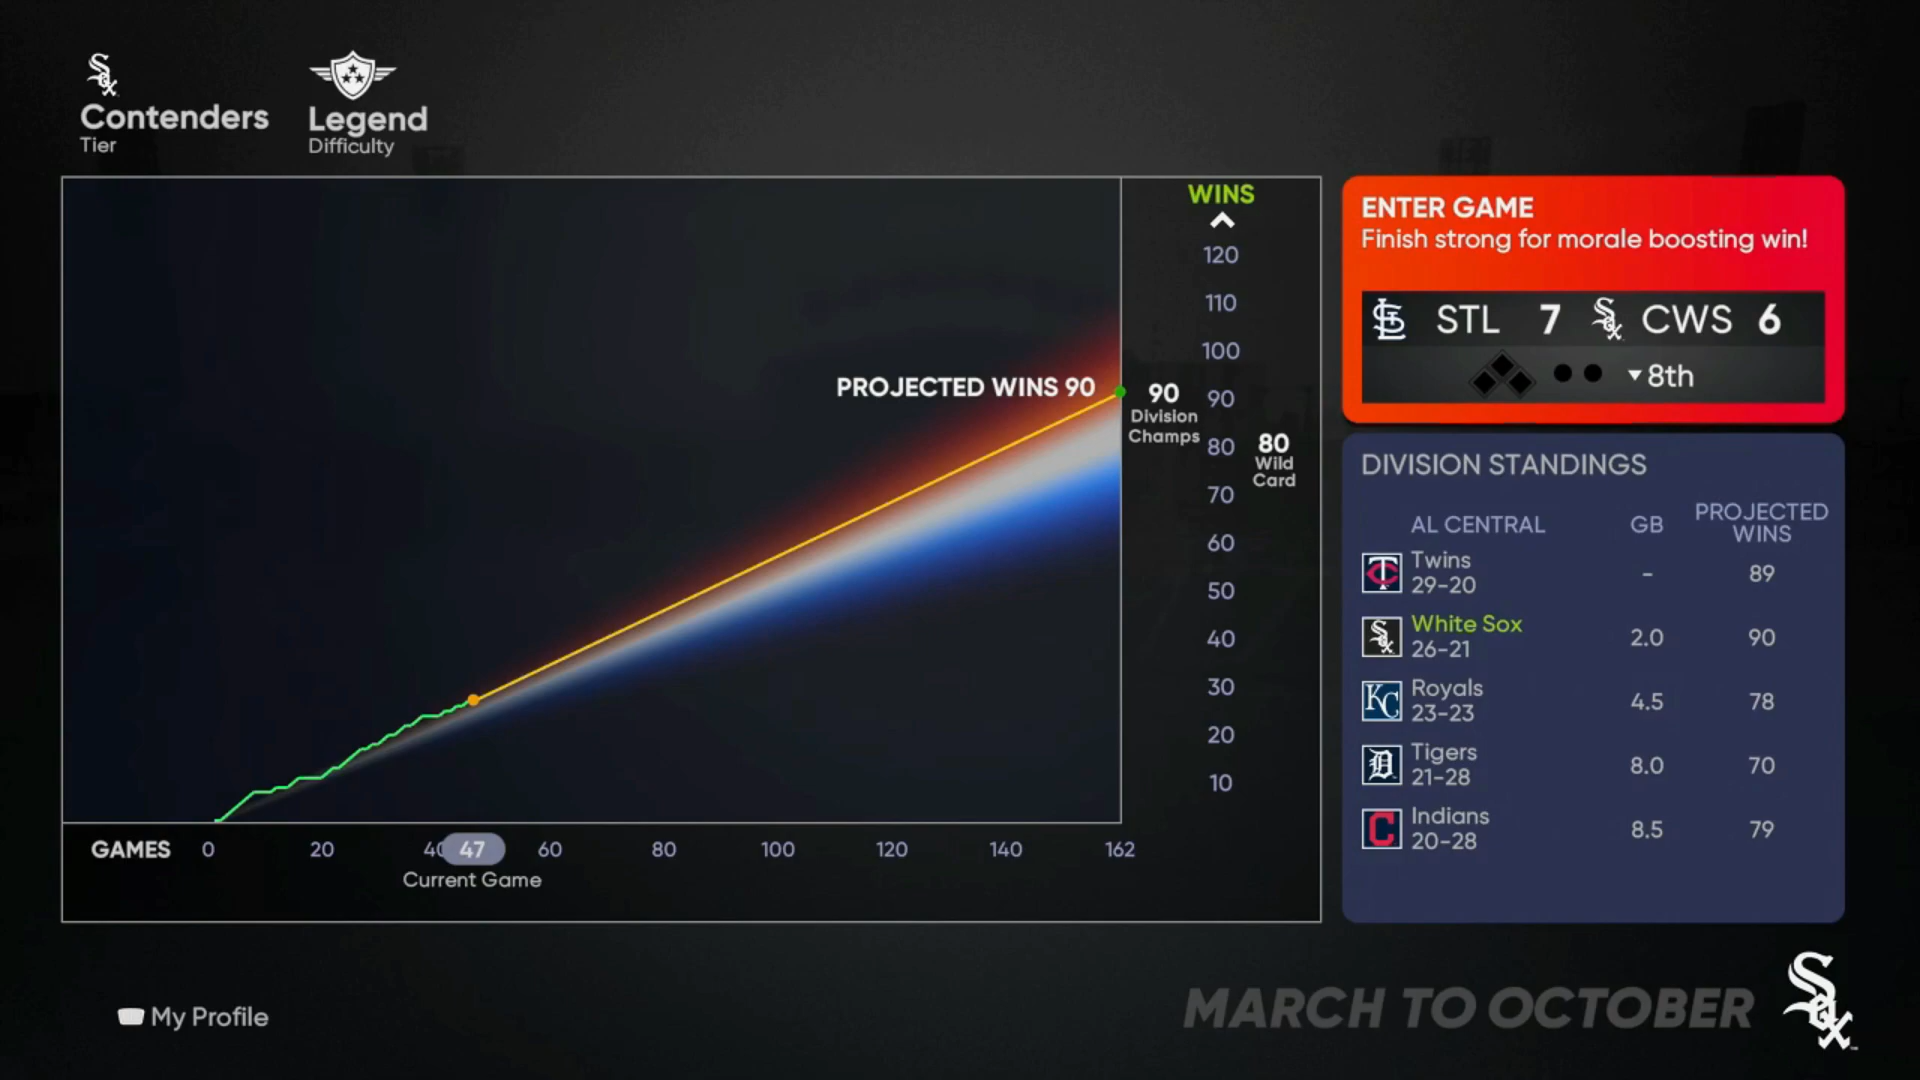 Contenders
Tier
Legend
Difficulty
WINS
120
110
100
90
80
70
60
50
40
30
20
10
PROJECTED WINS 90
90
Division
Champs
80
Wild
Card
GAMES 0 20 40 47 60 80 100 120 140 162
Current Game
ENTER GAME
Finish strong for morale boosting win!
STL 7 CWS 6
8th
DIVISION STANDINGS
AL CENTRAL GB PROJECTED WINS
Twins
29-20 - 89
White Sox
26-21 2.0 90
Royals
23-23 4.5 78
Tigers
21-28 8.0 70
Indians
20-28 8.5 79
My Profile
MARCH TO OCTOBER
Sox